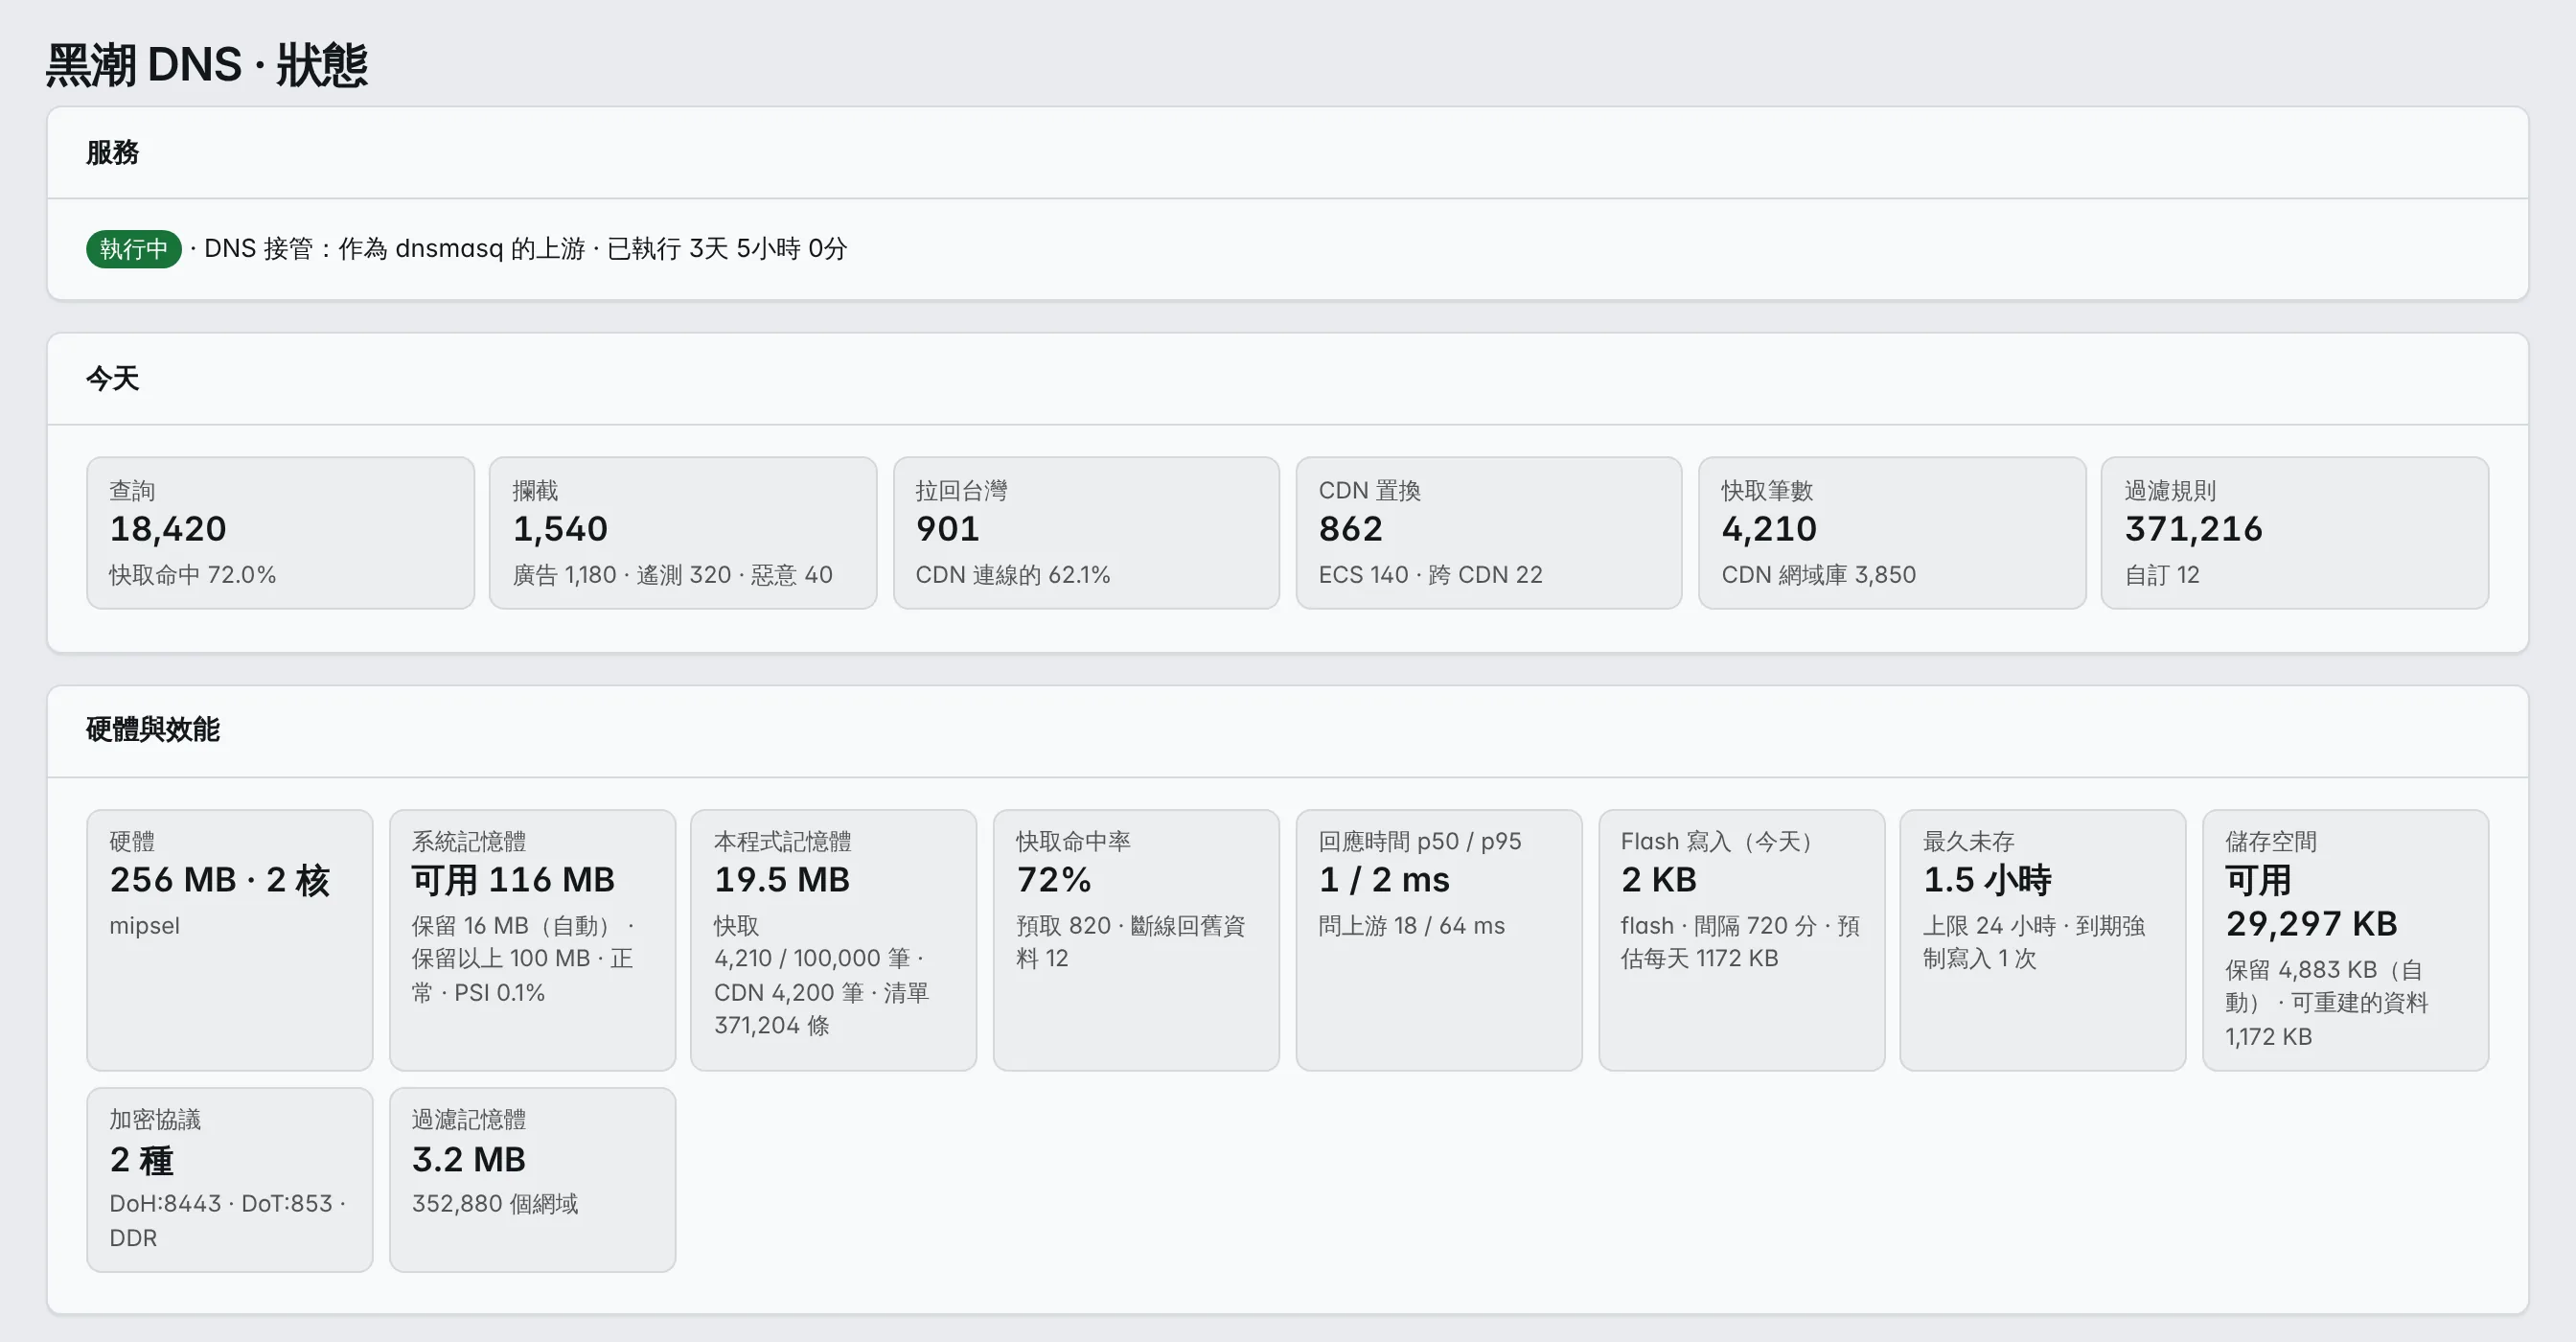 黑潮 DNS · 狀態
服務
執行中 · DNS 接管：作為 dnsmasq 的上游 · 已執行 3天 5小時 0分
今天
查詢
18,420
快取命中 72.0%
攔截
1,540
廣告 1,180 · 遙測 320 · 惡意 40
拉回台灣
901
CDN 連線的 62.1%
CDN 置換
862
ECS 140 · 跨 CDN 22
快取筆數
4,210
CDN 網域庫 3,850
過濾規則
371,216
自訂 12
硬體與效能
硬體
256 MB · 2 核
mipsel
系統記憶體
可用 116 MB
保留 16 MB（自動） ·
保留以上 100 MB · 正
常 · PSI 0.1%
本程式記憶體
19.5 MB
快取
4,210 / 100,000 筆 ·
CDN 4,200 筆 · 清單
371,204 條
快取命中率
72%
預取 820 · 斷線回舊資
料 12
回應時間 p50 / p95
1 / 2 ms
問上游 18 / 64 ms
Flash 寫入（今天）
2 KB
flash · 間隔 720 分 · 預
估每天 1172 KB
最久未存
1.5 小時
上限 24 小時 · 到期強
制寫入 1 次
儲存空間
可用
29,297 KB
保留 4,883 KB（自
動） · 可重建的資料
1,172 KB
加密協議
2 種
DoH:8443 · DoT:853 ·
DDR
過濾記憶體
3.2 MB
352,880 個網域